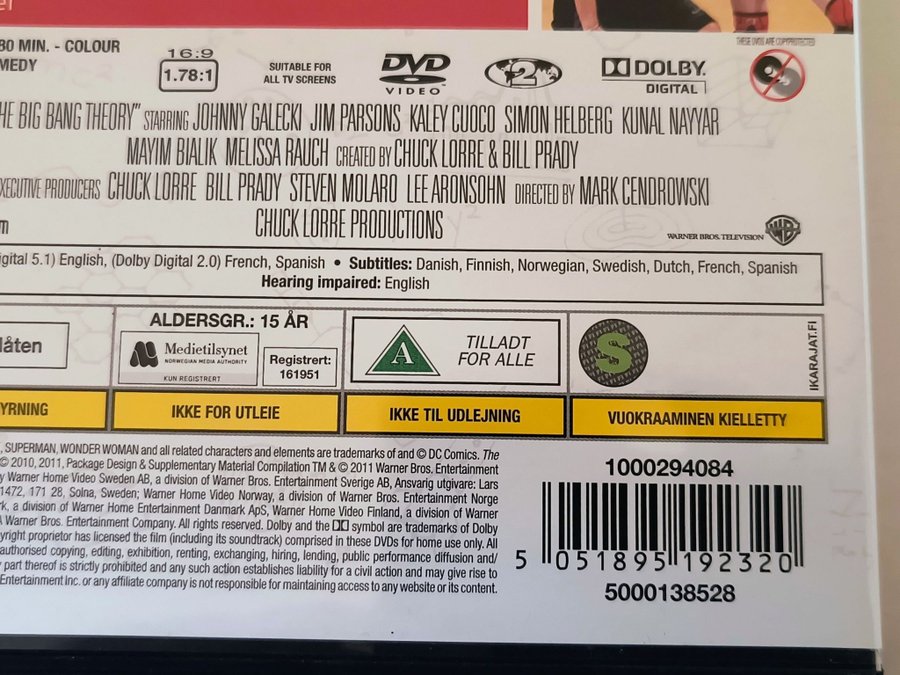 el
80 MIN. - COLOUR
MEDY
16:9
1.78:1
SUITABLE FOR
ALL TV SCREENS
DVD
VIDEO™
2
DOLBY.
DIGITAL
THESE DVDS ARE COPYPROTECTED
HE BIG BANG THEORY" STARRING JOHNNY GALECKI JIM PARSONS KALEY CUOCO SIMON HELBERG KUNAL NAYYAR
MAYIM BIALIK MELISSA RAUCH CREATED BY CHUCK LORRE & BILL PRADY
XECUTIVE PRODUCERS CHUCK LORRE BILL PRADY STEVEN MOLARO LEE ARONSOHN DIRECTED BY MARK CENDROWSKI
m CHUCK LORRE PRODUCTIONS
WARNER BROS. TELEVISION WB
igital 5.1) English, (Dolby Digital 2.0) French, Spanish • Subtitles: Danish, Finnish, Norwegian, Swedish, Dutch, French, Spanish
Hearing impaired: English
låten
ALDERSGR.: 15 ÅR
Medietilsynet
NORWEGIAN MEDIA AUTHORITY
KUN REGISTRERT
Registrert:
161951
A
TILLADT
FOR ALLE
S
IKARAJAT.FI
YRNING
IKKE FOR UTLEIE
IKKE TIL UDLEJNING
VUOKRAAMINEN KIELLETTY
, SUPERMAN, WONDER WOMAN and all related characters and elements are trademarks of and © DC Comics. The
© 2010, 2011, Package Design & Supplementary Material Compilation TM & © 2011 Warner Bros. Entertainment
y Warner Home Video Sweden AB, a division of Warner Bros. Entertainment Sverige AB, Ansvarig utgivare: Lars
1472, 171 28, Solna, Sweden; Warner Home Video Norway, a division of Warner Bros. Entertainment Norge
rk, a division of Warner Home Entertainment Danmark ApS, Warner Home Video Finland, a division of Warner
A Warner Bros. Entertainment Company. All rights reserved. Dolby and the symbol are trademarks of Dolby
yright proprietor has licensed the film (including its soundtrack) comprised in these DVDs for home use only. All
authorised copying, editing, exhibition, renting, exchanging, hiring, lending, public performance diffusion and/
part thereof is strictly prohibited and any such action establishes liability for a civil action and may give rise to
Entertainment Inc. or any affiliate company is not responsible for maintaining access to any website or its content.
1000294084
5 051895 192320
5000138528